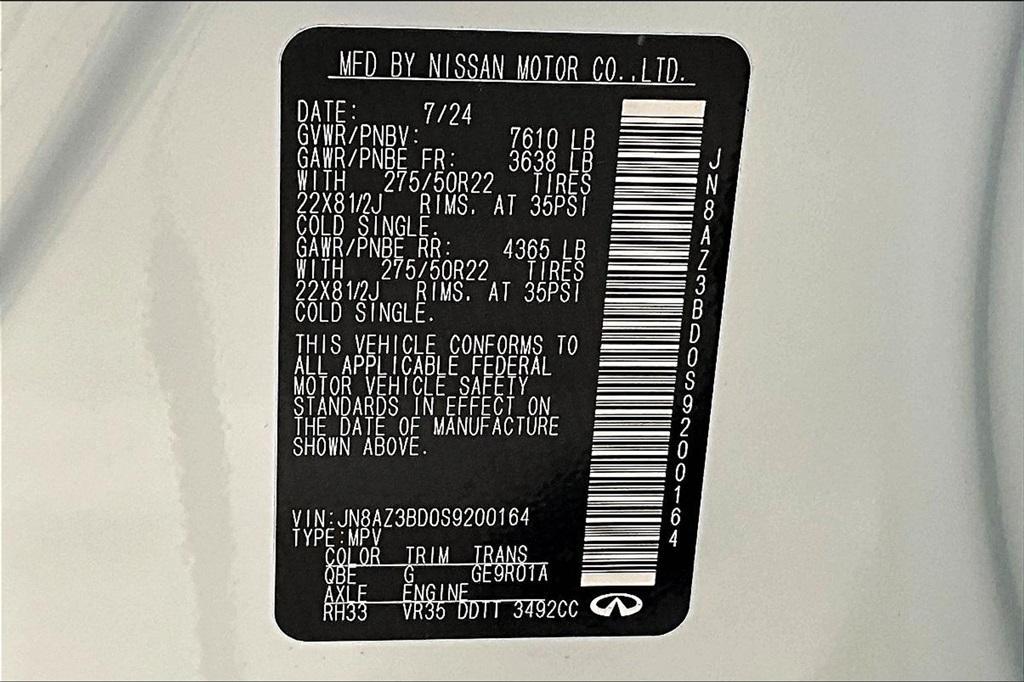 MFD BY NISSAN MOTOR CO.,LTD.
DATE: 7/24
GVWR/PNBV: 7610 LB
GAWR/PNBE FR: 3638 LB
WITH 275/50R22 TIRES
22X81/2J RIMS. AT 35PSI
COLD SINGLE.
GAWR/PNBE RR: 4365 LB
WITH 275/50R22 TIRES
22X81/2J RIMS. AT 35PSI
COLD SINGLE.
THIS VEHICLE CONFORMS TO
ALL APPLICABLE FEDERAL
MOTOR VEHICLE SAFETY
STANDARDS IN EFFECT ON
THE DATE OF MANUFACTURE
SHOWN ABOVE.
VIN:JN8AZ3BD0S9200164
TYPE:MPV
COLOR TRIM TRANS
QBE G GE9R01A
AXLE ENGINE
RH33 VR35 DDTT 3492CC
JN8AZ3BD0S9200164